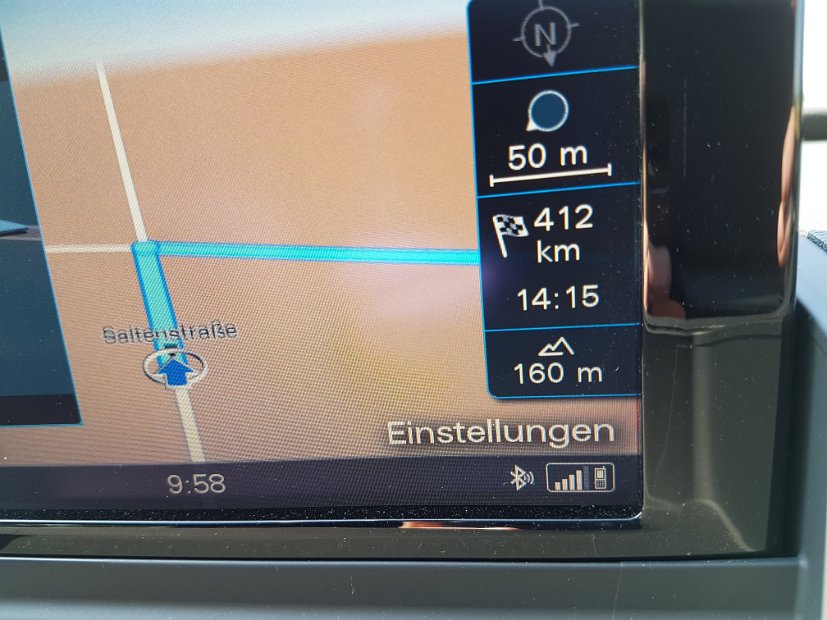 N
50 m
412
km
14:15
Saltenstraße
160 m
Einstellungen
9:58